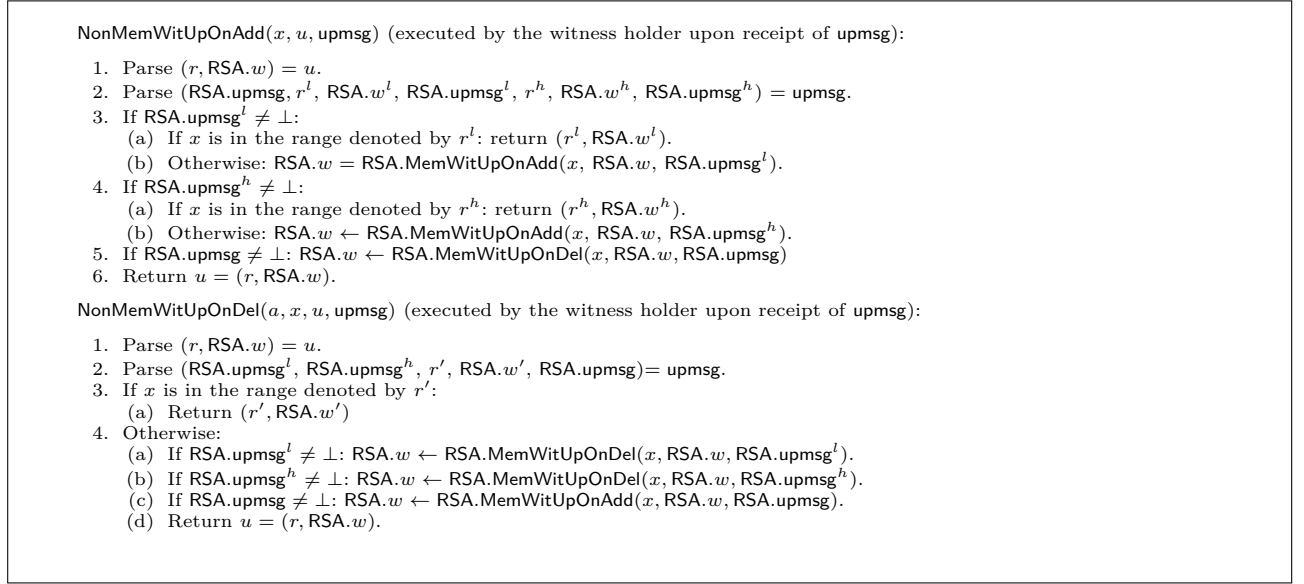 NonMemWitUpOnAdd(x, u, upmsg) (executed by the witness holder upon receipt of upmsg):
1. Parse (r, RSA.w) = u.
2. Parse (RSA.upmsg, r^l, RSA.w^l, RSA.upmsg^l, r^h, RSA.w^h, RSA.upmsg^h) = upmsg.
3. If RSA.upmsg^l ≠ ⊥:
(a) If x is in the range denoted by r^l: return (r^l, RSA.w^l).
(b) Otherwise: RSA.w = RSA.MemWitUpOnAdd(x, RSA.w, RSA.upmsg^l).
4. If RSA.upmsg^h ≠ ⊥:
(a) If x is in the range denoted by r^h: return (r^h, RSA.w^h).
(b) Otherwise: RSA.w ← RSA.MemWitUpOnAdd(x, RSA.w, RSA.upmsg^h).
5. If RSA.upmsg ≠ ⊥: RSA.w ← RSA.MemWitUpOnDel(x, RSA.w, RSA.upmsg)
6. Return u = (r, RSA.w).
NonMemWitUpOnDel(a, x, u, upmsg) (executed by the witness holder upon receipt of upmsg):
1. Parse (r, RSA.w) = u.
2. Parse (RSA.upmsg^l, RSA.upmsg^h, r′, RSA.w′, RSA.upmsg)= upmsg.
3. If x is in the range denoted by r′:
(a) Return (r′, RSA.w′)
4. Otherwise:
(a) If RSA.upmsg^l ≠ ⊥: RSA.w ← RSA.MemWitUpOnDel(x, RSA.w, RSA.upmsg^l).
(b) If RSA.upmsg^h ≠ ⊥: RSA.w ← RSA.MemWitUpOnDel(x, RSA.w, RSA.upmsg^h).
(c) If RSA.upmsg ≠ ⊥: RSA.w ← RSA.MemWitUpOnAdd(x, RSA.w, RSA.upmsg).
(d) Return u = (r, RSA.w).